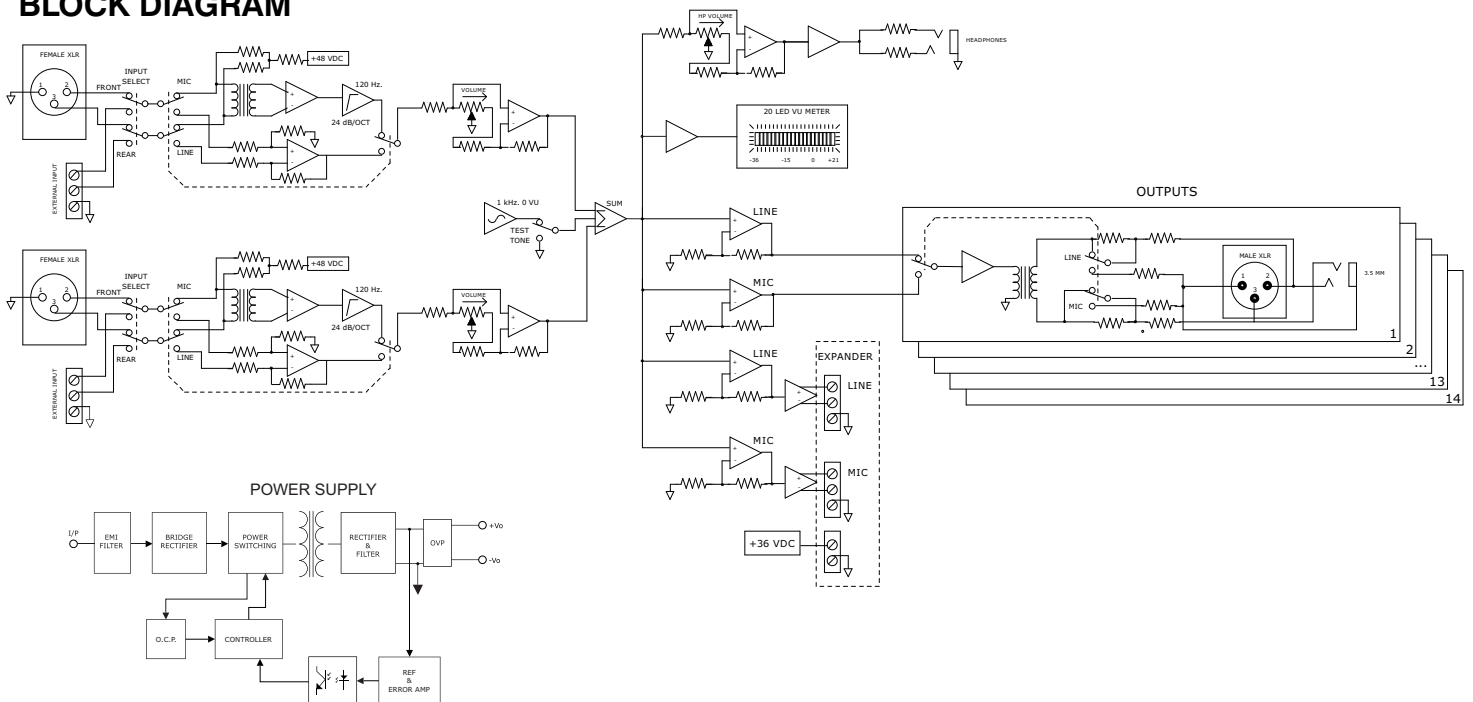 BLOCK DIAGRAM
FEMALE XLR
1
2
3
FRONT
INPUT
SELECT
MIC
REAR
LINE
EXTERNAL INPUT
+48 VDC
+
-
120 Hz.
24 dB/OCT
+
-
VOLUME
+
-
1 kHz. 0 VU
TEST
TONE
SUM
Σ
FEMALE XLR
1
2
3
FRONT
INPUT
SELECT
MIC
REAR
LINE
EXTERNAL INPUT
+48 VDC
+
-
120 Hz.
24 dB/OCT
+
-
VOLUME
+
-
HP VOLUME
+
-
HEADPHONES
20 LED VU METER
-36 -15 0 +21
LINE
+
-
MIC
+
-
LINE
+
-
+
-
MIC
+
-
+
-
EXPANDER
LINE
MIC
+36 VDC
OUTPUTS
LINE
MIC
MALE XLR
1
2
3
3.5 MM
1
2
...
13
14
POWER SUPPLY
I/P
EMI
FILTER
BRIDGE
RECTIFIER
POWER
SWITCHING
RECTIFIER
&
FILTER
OVP
+Vo
-Vo
O.C.P.
CONTROLLER
REF
&
ERROR AMP